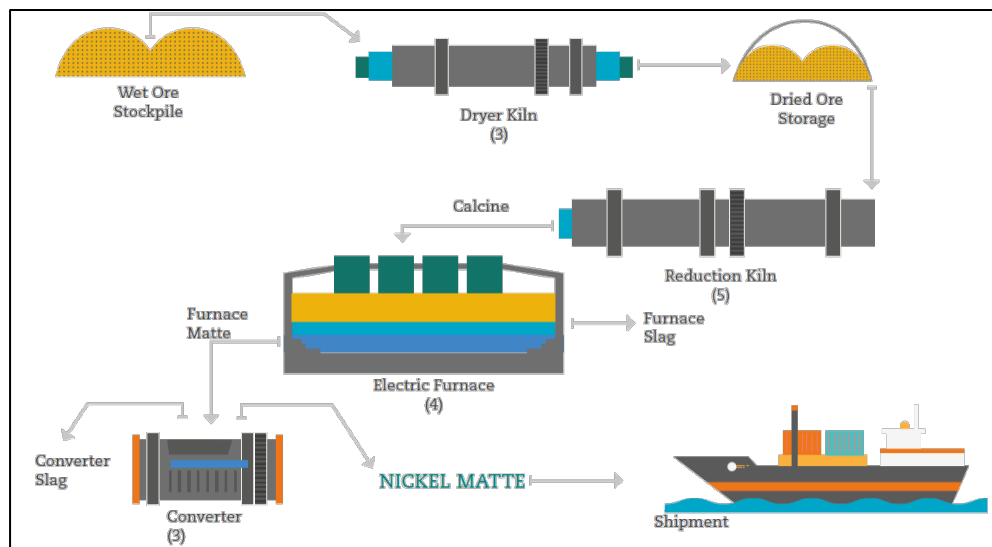 Wet Ore
Stockpile
Dryer Kiln
(3)
Dried Ore
Storage
Calcine
Reduction Kiln
(5)
Furnace
Matte
Furnace
Slag
Electric Furnace
(4)
Converter
Slag
NICKEL MATTE
Converter
(3)
Shipment